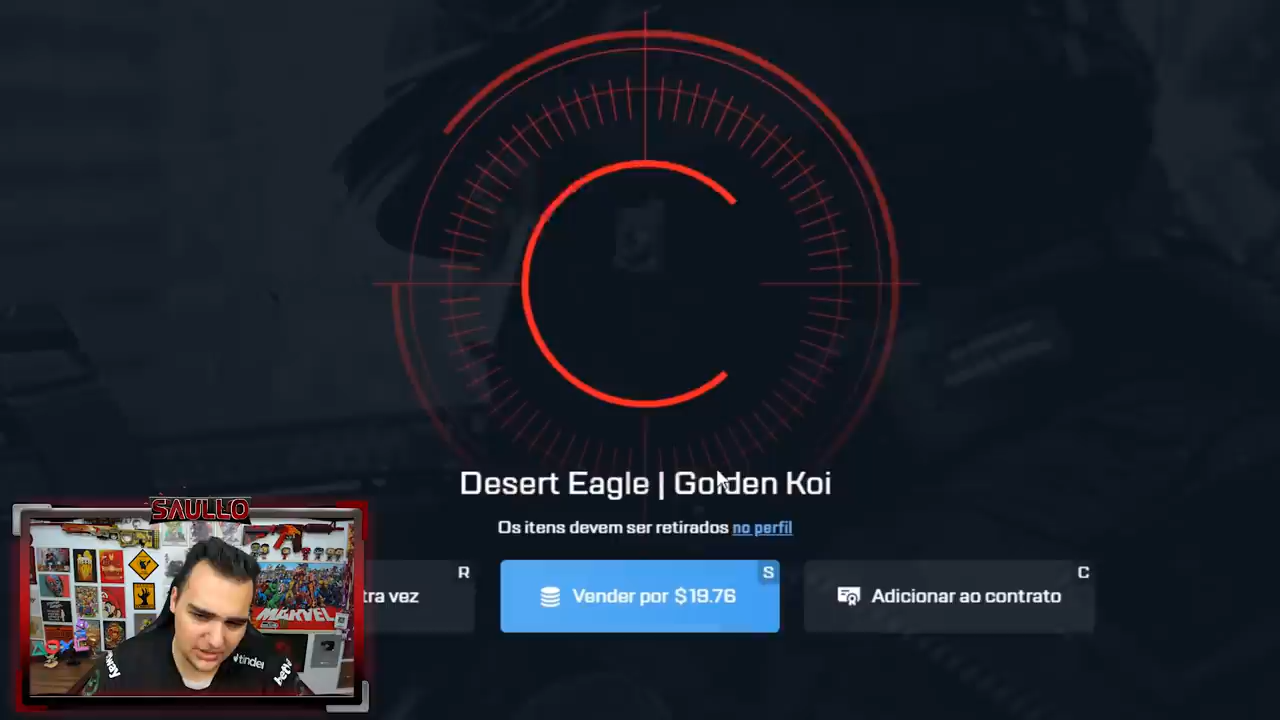 Desert Eagle | Golden Koi
Os itens devem ser retirados no perfil
R
tra vez
S
Vender por $19.76
C
Adicionar ao contrato
SAULLO
MARVEL
tinder